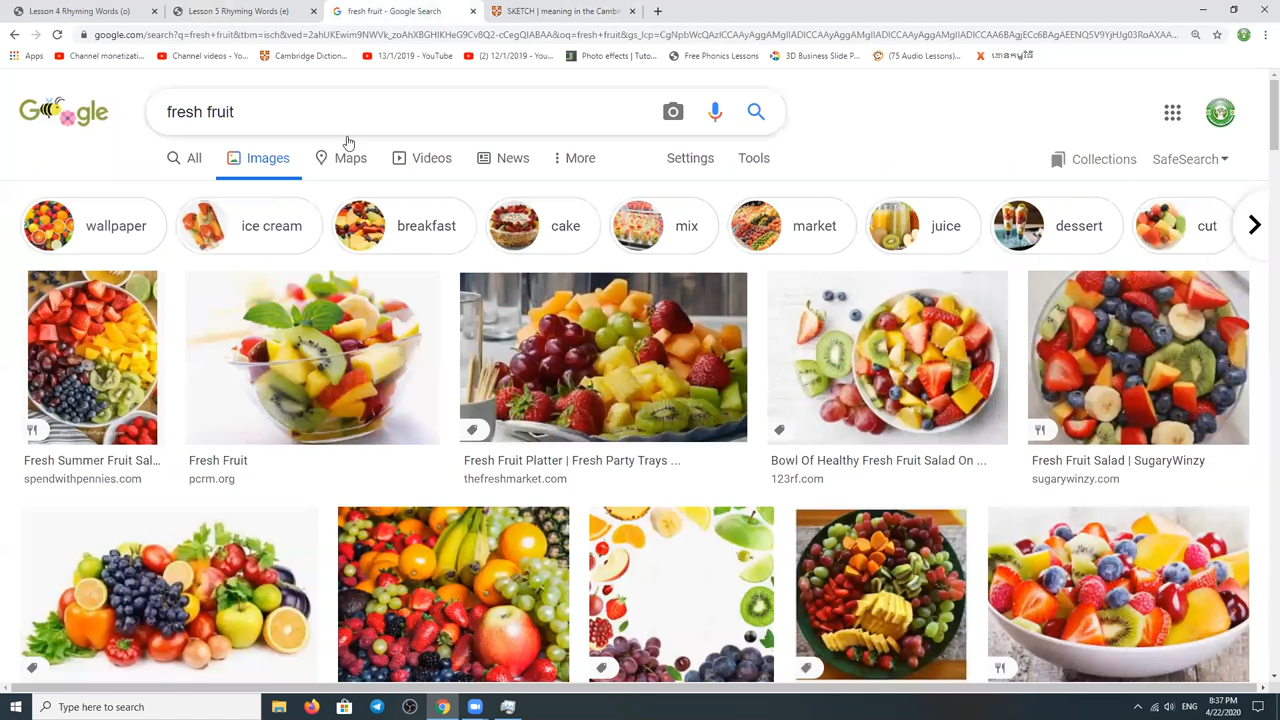 Lesson 4 Rhyming Words (o)
Lesson 5 Rhyming Words (e)
fresh fruit - Google Search
SKETCH | meaning in the Camb
google.com/search?q=fresh+fruit&tbm=isch&ved=2ahUKEwim9NWVk_zoAhXBGHIKHeG9Cv8Q2-cCegQIABAA&oq=fresh+fruit&gs_lcp=CgNpbWcQAzICCAAyAggAMgIIADICCAAyAggAMgIIADICCAAyAggAMgIIADICCAA6BAgjECc6BAgAEENQ5V9YjHJg03RoAXAA...
Apps
Channel monetizati...
Channel videos - Yo...
Cambridge Diction...
13/1/2019 - YouTube
(2) 12/1/2019 - YouT...
Photo effects | Tuto...
Free Phonics Lessons
3D Business Slide P...
(75 Audio Lessons)...
Google
fresh fruit
All
Images
Maps
Videos
News
More
Settings
Tools
Collections
SafeSearch
wallpaper
ice cream
breakfast
cake
mix
market
juice
dessert
cut
Fresh Summer Fruit Sal...
spendwithpennies.com
Fresh Fruit
pcrm.org
Fresh Fruit Platter | Fresh Party Trays ...
thefreshmarket.com
Bowl Of Healthy Fresh Fruit Salad On ...
123rf.com
Fresh Fruit Salad | SugaryWinzy
sugarywinzy.com
Type here to search
ENG
8:37 PM
4/22/2020